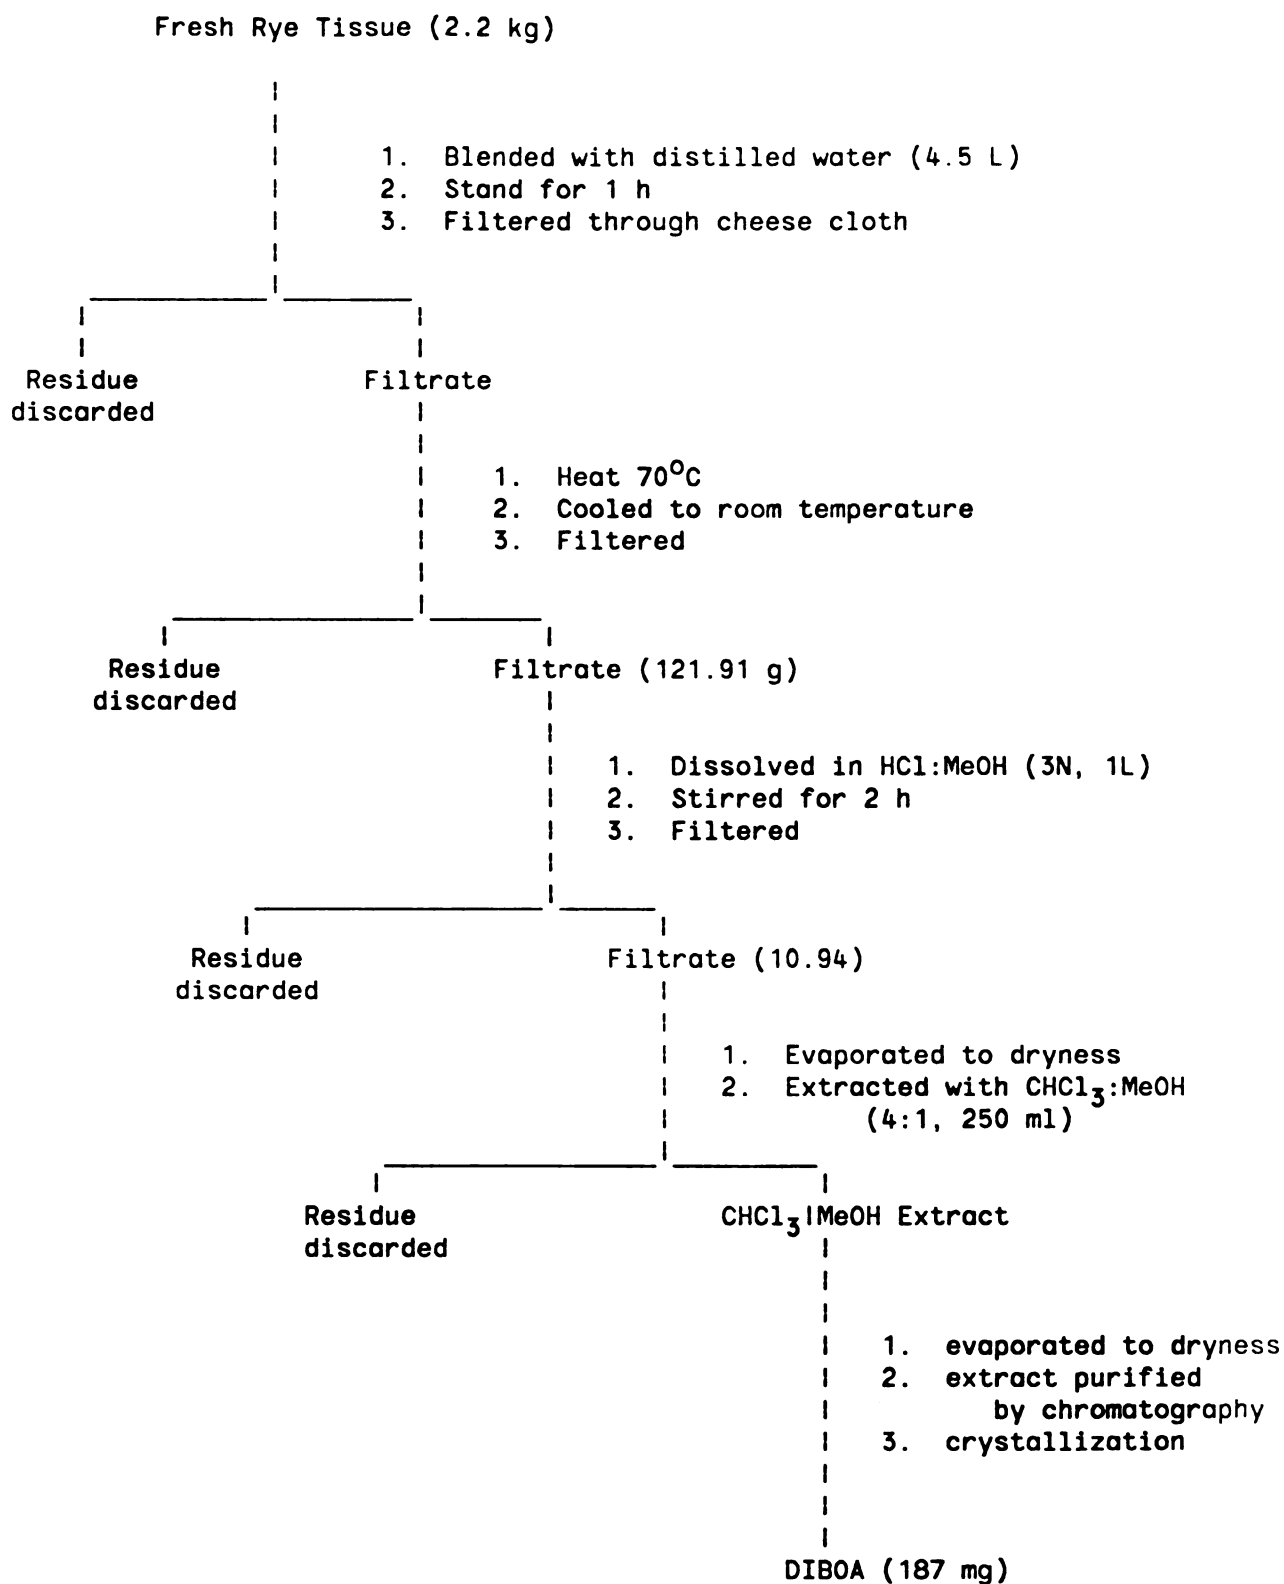 Fresh Rye Tissue (2.2 kg)
1. Blended with distilled water (4.5 L)
2. Stand for 1 h
3. Filtered through cheese cloth
Residue
discarded
Filtrate
1. Heat 70°C
2. Cooled to room temperature
3. Filtered
Residue
discarded
Filtrate (121.91 g)
1. Dissolved in HCl:MeOH (3N, 1L)
2. Stirred for 2 h
3. Filtered
Residue
discarded
Filtrate (10.94)
1. Evaporated to dryness
2. Extracted with CHCl₃:MeOH
(4:1, 250 ml)
Residue
discarded
CHCl₃|MeOH Extract
1. evaporated to dryness
2. extract purified
by chromatography
3. crystallization
DIBOA (187 mg)